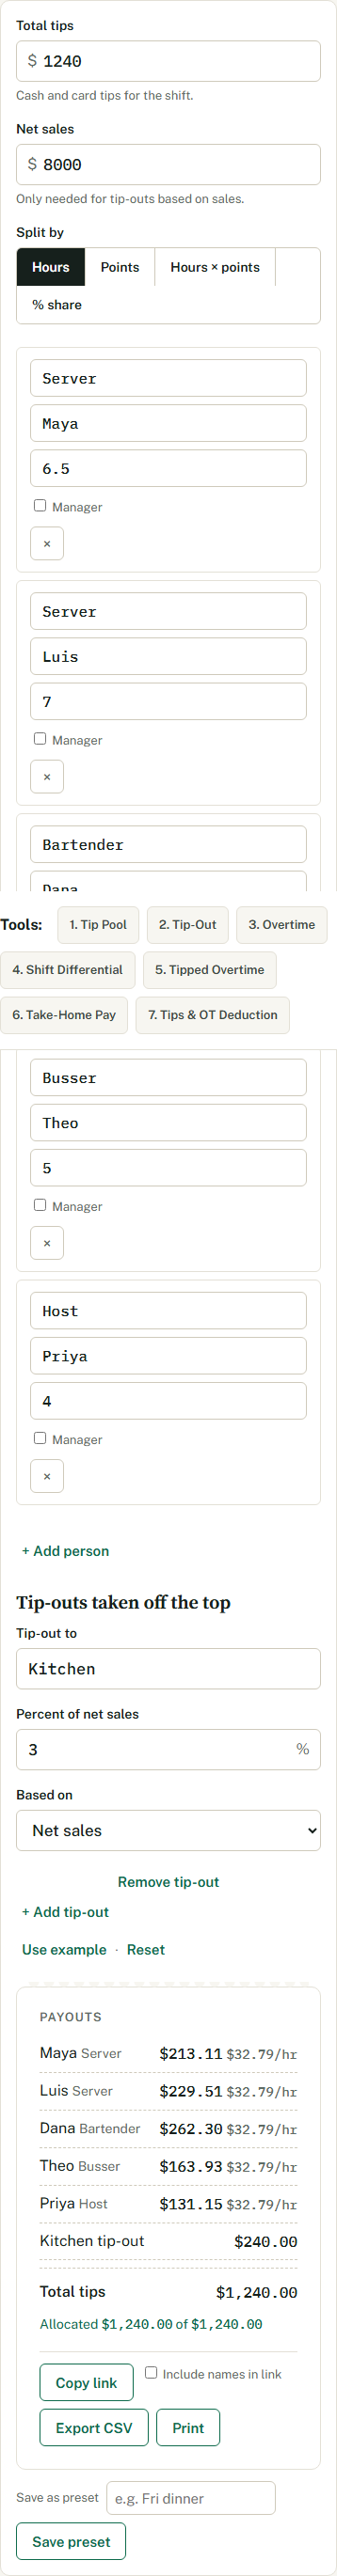 Total tips
$ 1240
Cash and card tips for the shift.
Net sales
$ 8000
Only needed for tip-outs based on sales.
Split by
Hours Points Hours × points
% share
Server
Maya
6.5
Manager
×
Server
Luis
7
Manager
×
Bartender
Dana
Tools: 1. Tip Pool 2. Tip-Out 3. Overtime
4. Shift Differential 5. Tipped Overtime
6. Take-Home Pay 7. Tips & OT Deduction
Busser
Theo
5
Manager
×
Host
Priya
4
Manager
×
+ Add person
Tip-outs taken off the top
Tip-out to
Kitchen
Percent of net sales
3 %
Based on
Net sales
Remove tip-out
+ Add tip-out
Use example · Reset
PAYOUTS
Maya Server $213.11 $32.79/hr
Luis Server $229.51 $32.79/hr
Dana Bartender $262.30 $32.79/hr
Theo Busser $163.93 $32.79/hr
Priya Host $131.15 $32.79/hr
Kitchen tip-out $240.00
Total tips $1,240.00
Allocated $1,240.00 of $1,240.00
Copy link Include names in link
Export CSV Print
Save as preset e.g. Fri dinner
Save preset